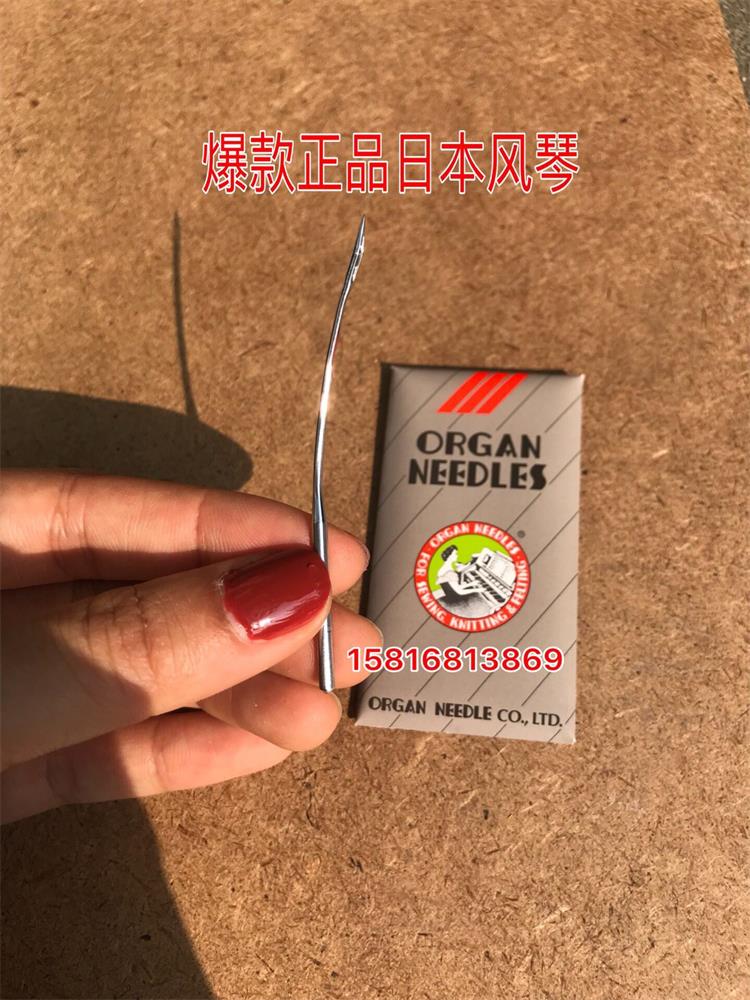 爆款正品日本风琴
ORGAN
NEEDLES
ORGAN NEEDLES
®
FOR SEWING, KNITTING & FELTING
15816813869
ORGAN NEEDLE CO., LTD.